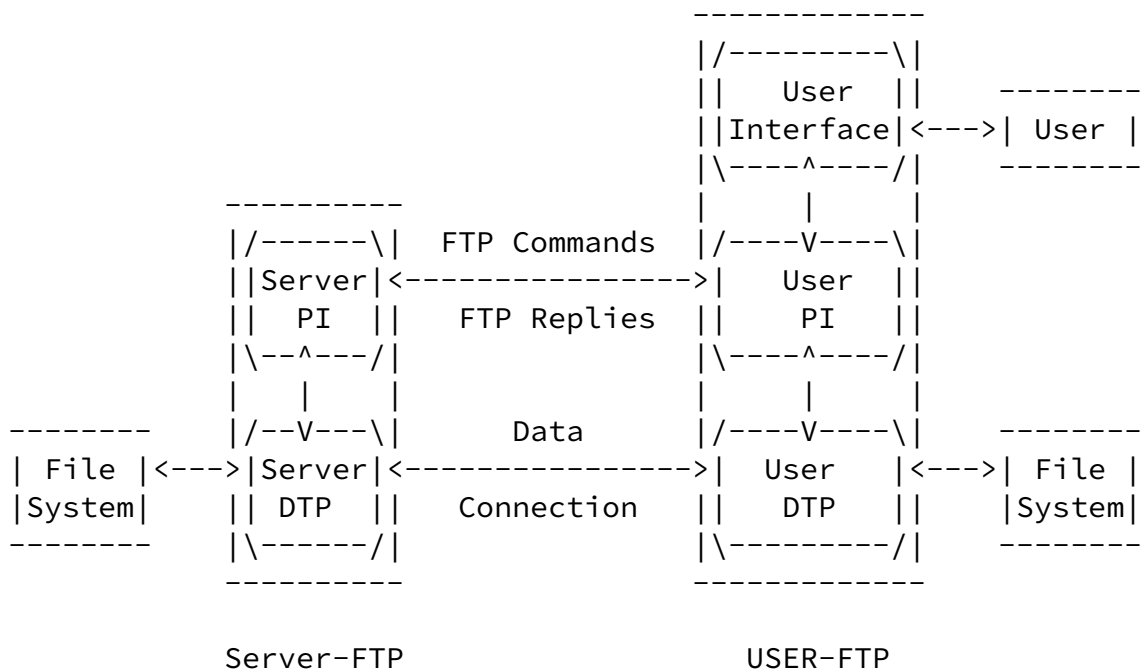 -------------
|/---------\|
||   User  ||    --------
||Interface|<--->| User |
|\----^----/|    --------
----------                |     |     |
|/------\|  FTP Commands  |/----V----\|
||Server|<---------------->|   User  ||
||  PI  ||   FTP Replies  ||    PI   ||
|\--^---/|                |\----^----/|
|   |    |                |     |     |
--------    |/--V---\|      Data      |/----V----\|    --------
| File |<--->|Server|<---------------->|  User   |<--->| File |
|System|    || DTP  ||   Connection   ||   DTP   ||    |System|
--------    |\------/|                |\---------/|    --------
----------                -------------
Server-FTP                   USER-FTP